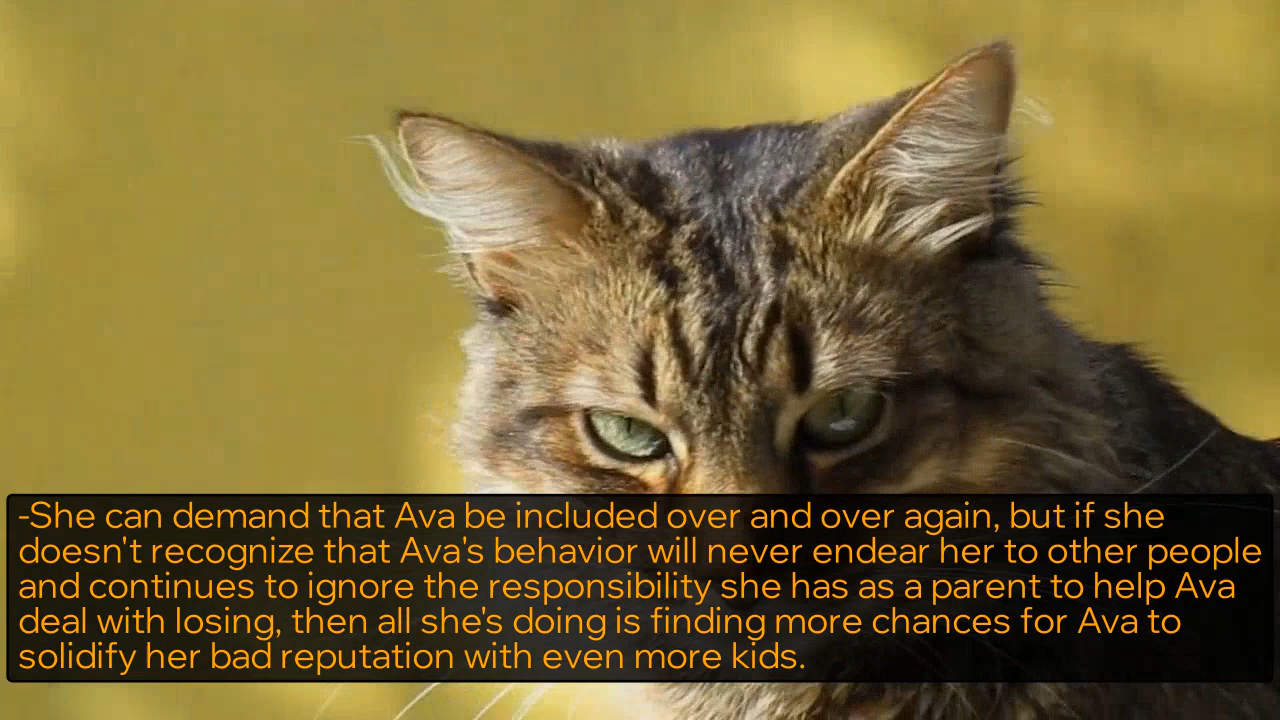 -She can demand that Ava be included over and over again, but if she
doesn't recognize that Ava's behavior will never endear her to other people
and continues to ignore the responsibility she has as a parent to help Ava
deal with losing, then all she's doing is finding more chances for Ava to
solidify her bad reputation with even more kids.